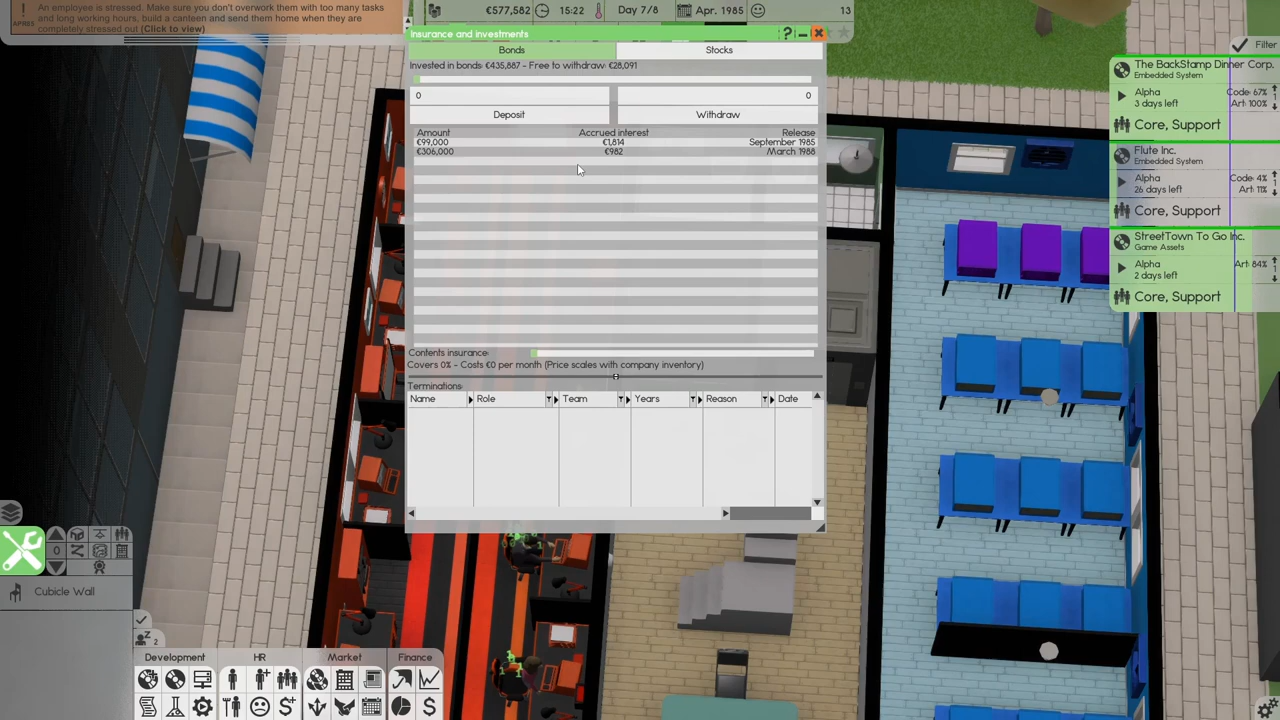 An employee is stressed. Make sure you don't overwork them with too many tasks
and long working hours, build a canteen and send them home when they are
completely stressed out (Click to view)
€577,582 15:22 Day 7/8 Apr. 1985 13
Insurance and investments
Bonds Stocks
Invested in bonds: €435,887 - Free to withdraw: €28,091
0 0
Deposit Withdraw
Amount Accrued interest Release
€99,000 €1,814 September 1985
€306,000 €982 March 1988
Contents insurance:
Covers 0% - Costs €0 per month (Price scales with company inventory)
Terminations:
Name Role Team Years Reason Date
Filter
The BackStamp Dinner Corp.
Embedded System
Alpha Code: 67%
3 days left Art: 100%
1
Core, Support
Flute Inc.
Embedded System
Alpha Code: 4%
26 days left Art: 11%
Core, Support
StreetTown To Go Inc.
Game Assets
Alpha Art: 84%
2 days left
Core, Support
0
Cubicle Wall
2
Development HR Market Finance